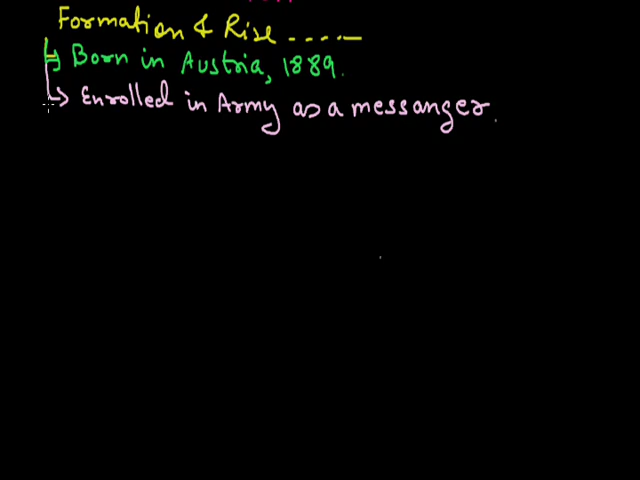 Formation & Rise ----—
→ Born in Austria, 1889.
→ Enrolled in Army as a messanger.